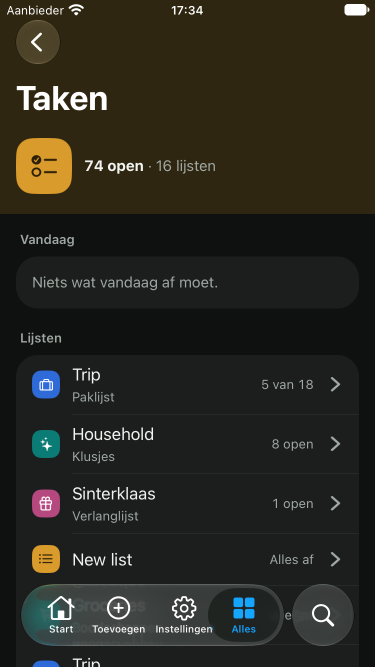 Aanbieder
17:34
Taken
74 open · 16 lijsten
Vandaag
Niets wat vandaag af moet.
Lijsten
Trip
5 van 18
Paklijst
Household
8 open
Klusjes
Sinterklaas
1 open
Verlanglijst
New list
Alles af
Start
Toevoegen
Instellingen
Alles
Trip